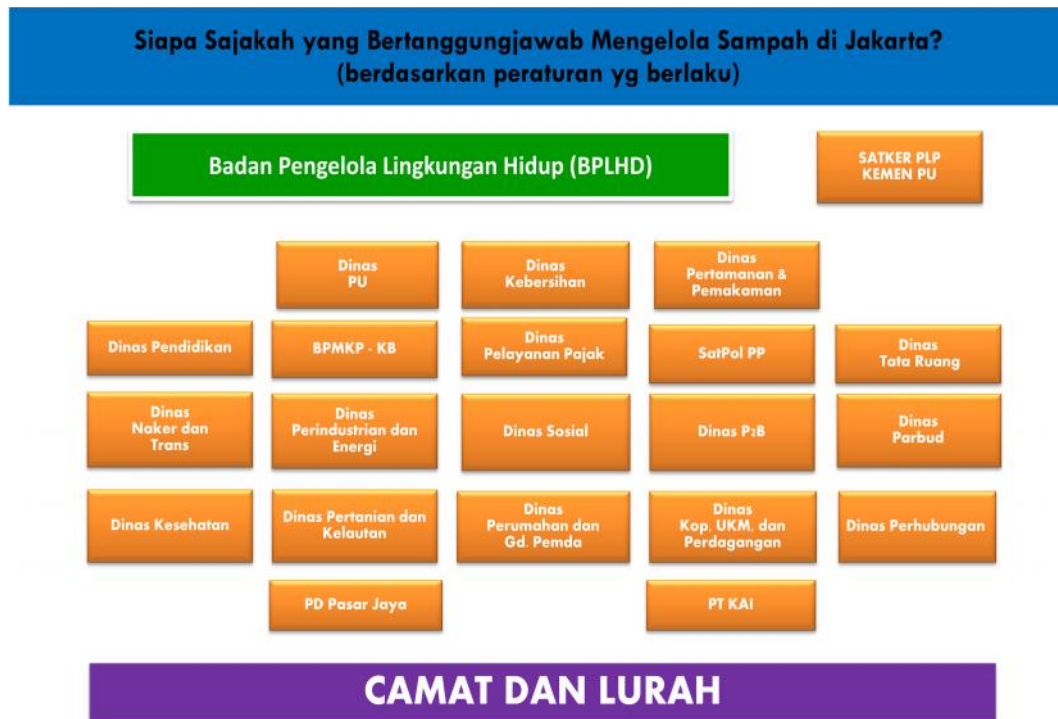 Siapa Sajakah yang Bertanggungjawab Mengelola Sampah di Jakarta?
(berdasarkan peraturan yg berlaku)
Badan Pengelola Lingkungan Hidup (BPLHD)
SATKER PLP
KEMEN PU
Dinas
PU
Dinas
Kebersihan
Dinas
Pertamanan &
Pemakaman
Dinas Pendidikan
BPMKP - KB
Dinas
Pelayanan Pajak
SatPol PP
Dinas
Tata Ruang
Dinas
Naker dan
Trans
Dinas
Perindustrian dan
Energi
Dinas Sosial
Dinas P2B
Dinas
Parbud
Dinas Kesehatan
Dinas Pertanian dan
Kelautan
Dinas
Perumahan dan
Gd. Pemda
Dinas
Kop, UKM, dan
Perdagangan
Dinas Perhubungan
PD Pasar Jaya
PT KAI
CAMAT DAN LURAH